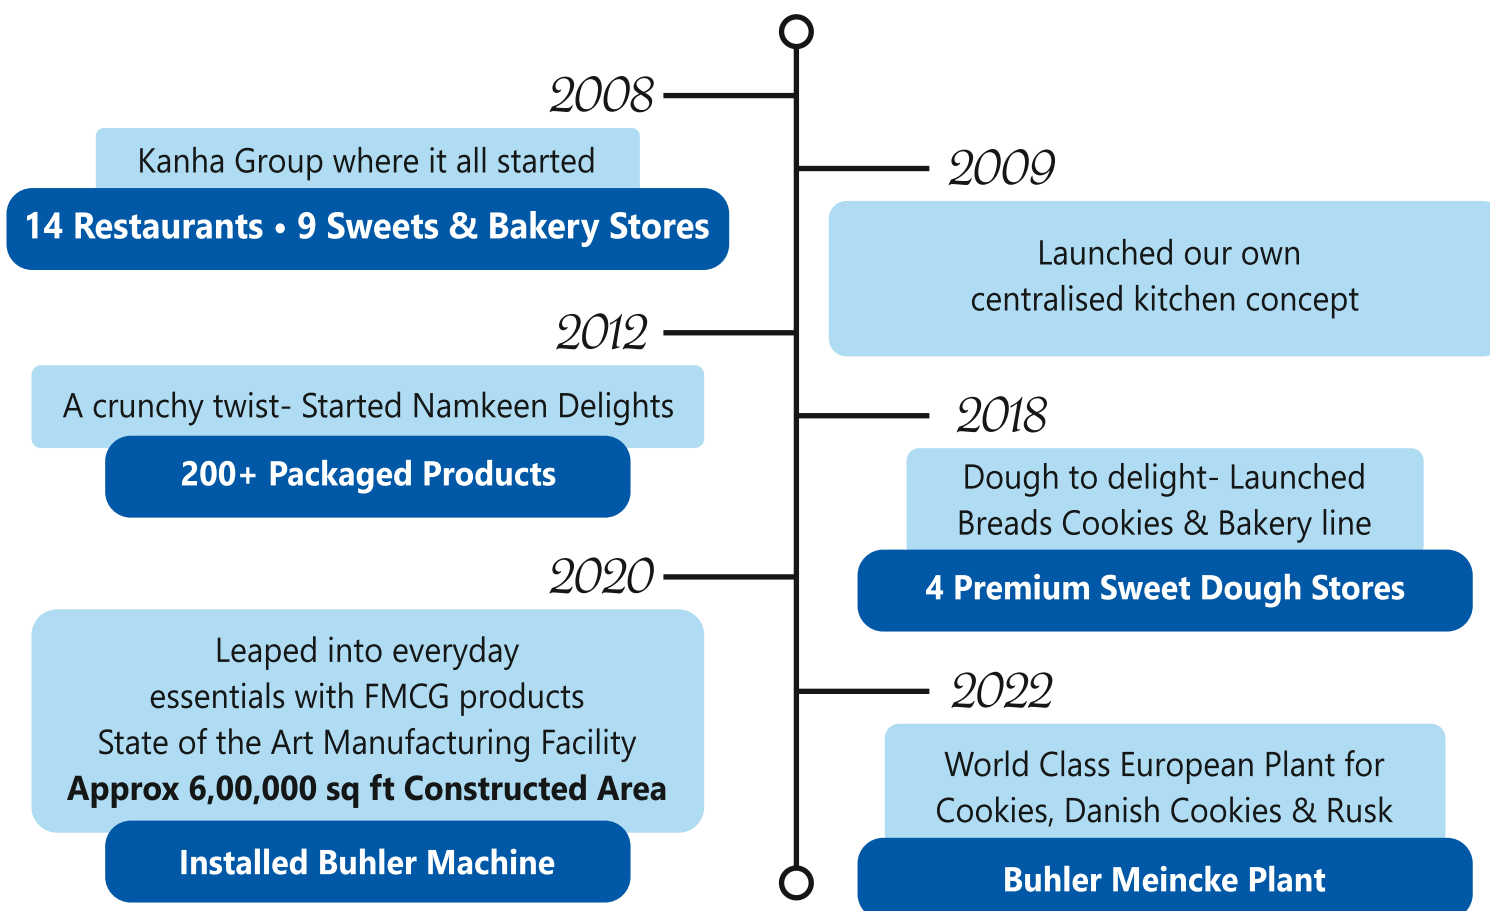 2008
Kanha Group where it all started
14 Restaurants • 9 Sweets & Bakery Stores
2009
Launched our own
centralised kitchen concept
2012
A crunchy twist- Started Namkeen Delights
200+ Packaged Products
2018
Dough to delight- Launched
Breads Cookies & Bakery line
4 Premium Sweet Dough Stores
2020
Leaped into everyday
essentials with FMCG products
State of the Art Manufacturing Facility
Approx 6,00,000 sq ft Constructed Area
Installed Buhler Machine
2022
World Class European Plant for
Cookies, Danish Cookies & Rusk
Buhler Meincke Plant